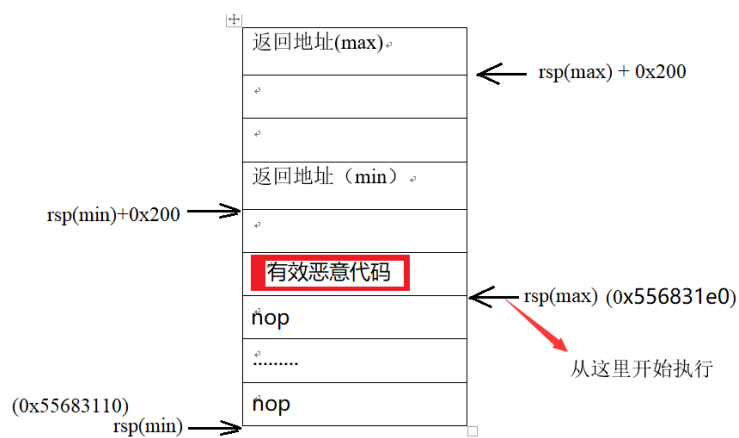 返回地址(max)
rsp(max) + 0x200
返回地址（min）
rsp(min)+0x200
有效恶意代码
rsp(max) (0x556831e0)
nop
从这里开始执行
.........
(0x55683110)
nop
rsp(min)